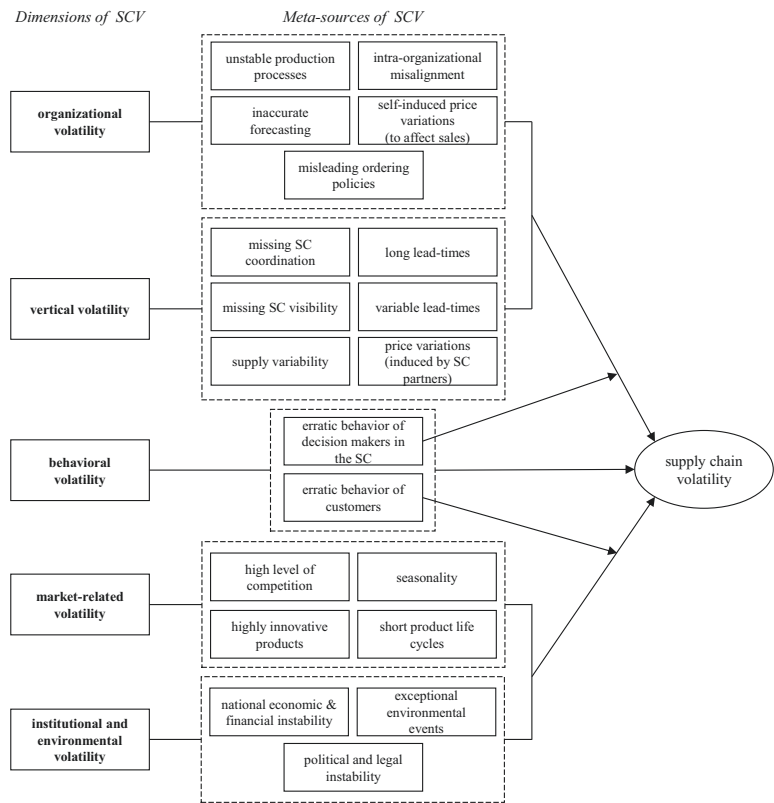 Dimensions of SCV
Meta-sources of SCV
organizational
volatility
unstable production
processes
intra-organizational
misalignment
inaccurate
forecasting
self-induced price
variations
(to affect sales)
misleading ordering
policies
vertical volatility
missing SC
coordination
long lead-times
missing SC visibility
variable lead-times
supply variability
price variations
(induced by SC
partners)
behavioral
volatility
erratic behavior of
decision makers in
the SC
erratic behavior of
customers
supply chain
volatility
market-related
volatility
high level of
competition
seasonality
highly innovative
products
short product life
cycles
institutional and
environmental
volatility
national economic &
financial instability
exceptional
environmental
events
political and legal
instability